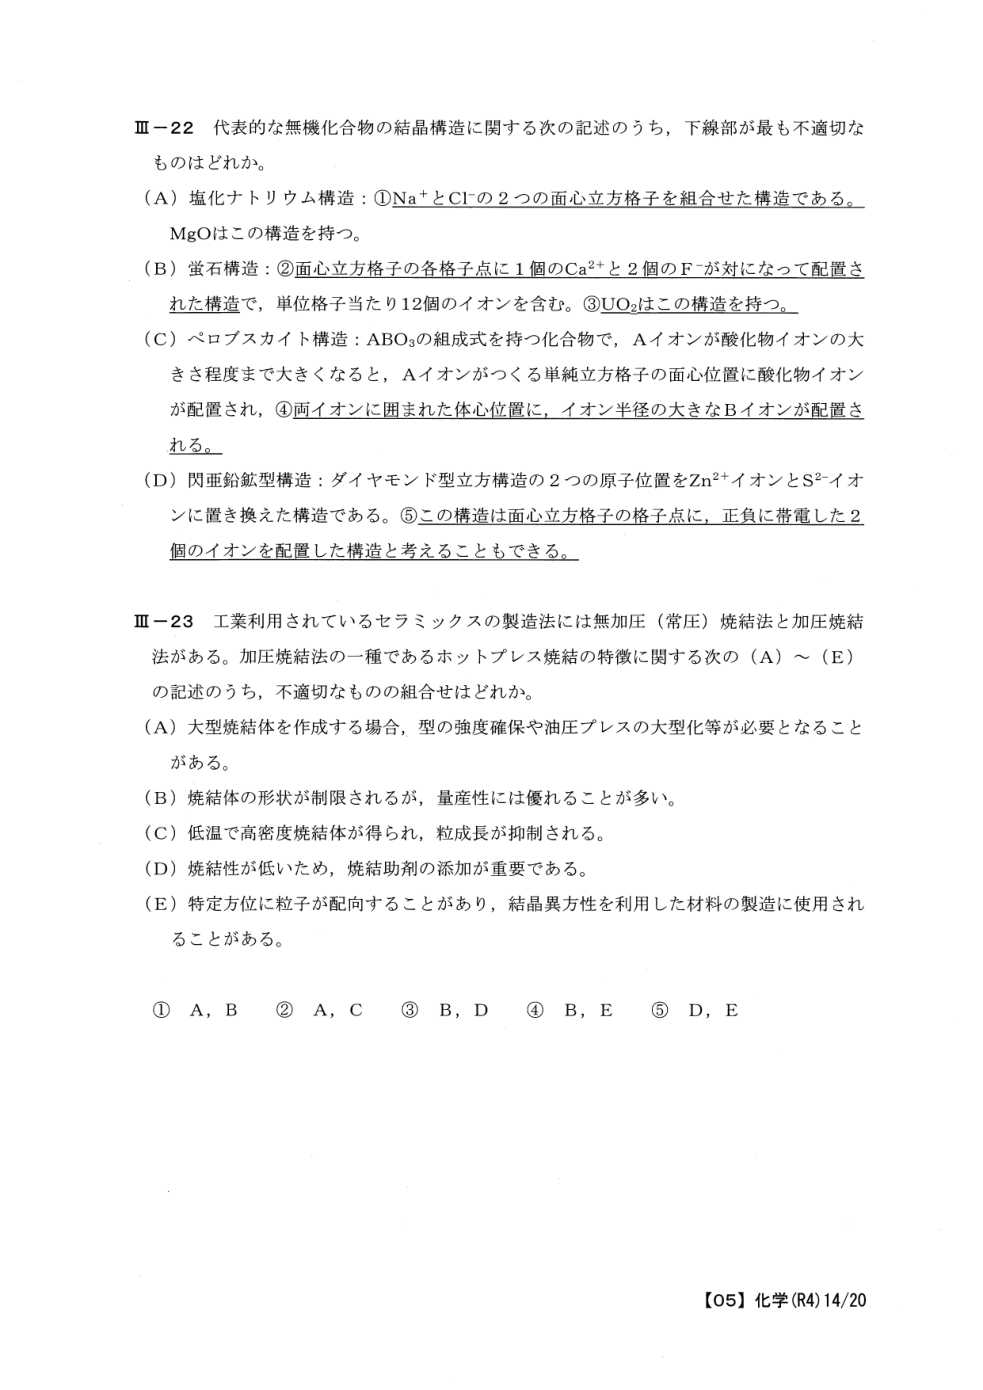 Ⅲ－22　代表的な無機化合物の結晶構造に関する次の記述のうち，下線部が最も不適切な
ものはどれか。
（A）塩化ナトリウム構造：①Na⁺とCl⁻の２つの面心立方格子を組合せた構造である。
MgOはこの構造を持つ。
（B）蛍石構造：②面心立方格子の各格子点に１個のCa²⁺と２個のＦ⁻が対になって配置さ
れた構造で，単位格子当たり12個のイオンを含む。③UO₂はこの構造を持つ。
（C）ペロブスカイト構造：ABO₃の組成式を持つ化合物で，Ａイオンが酸化物イオンの大
きさ程度まで大きくなると，Ａイオンがつくる単純立方格子の面心位置に酸化物イオン
が配置され，④両イオンに囲まれた体心位置に，イオン半径の大きなＢイオンが配置さ
れる。
（D）閃亜鉛鉱型構造：ダイヤモンド型立方構造の２つの原子位置をZn²⁺イオンとS²⁻イオ
ンに置き換えた構造である。⑤この構造は面心立方格子の格子点に，正負に帯電した２
個のイオンを配置した構造と考えることもできる。
Ⅲ－23　工業利用されているセラミックスの製造法には無加圧（常圧）焼結法と加圧焼結
法がある。加圧焼結法の一種であるホットプレス焼結の特徴に関する次の（A）～（E）
の記述のうち，不適切なものの組合せはどれか。
（A）大型焼結体を作成する場合，型の強度確保や油圧プレスの大型化等が必要となること
がある。
（B）焼結体の形状が制限されるが，量産性には優れることが多い。
（C）低温で高密度焼結体が得られ，粒成長が抑制される。
（D）焼結性が低いため，焼結助剤の添加が重要である。
（E）特定方位に粒子が配向することがあり，結晶異方性を利用した材料の製造に使用され
ることがある。
①　A，B　　②　A，C　　③　B，D　　④　B，E　　⑤　D，E
【05】化学(R4)14/20